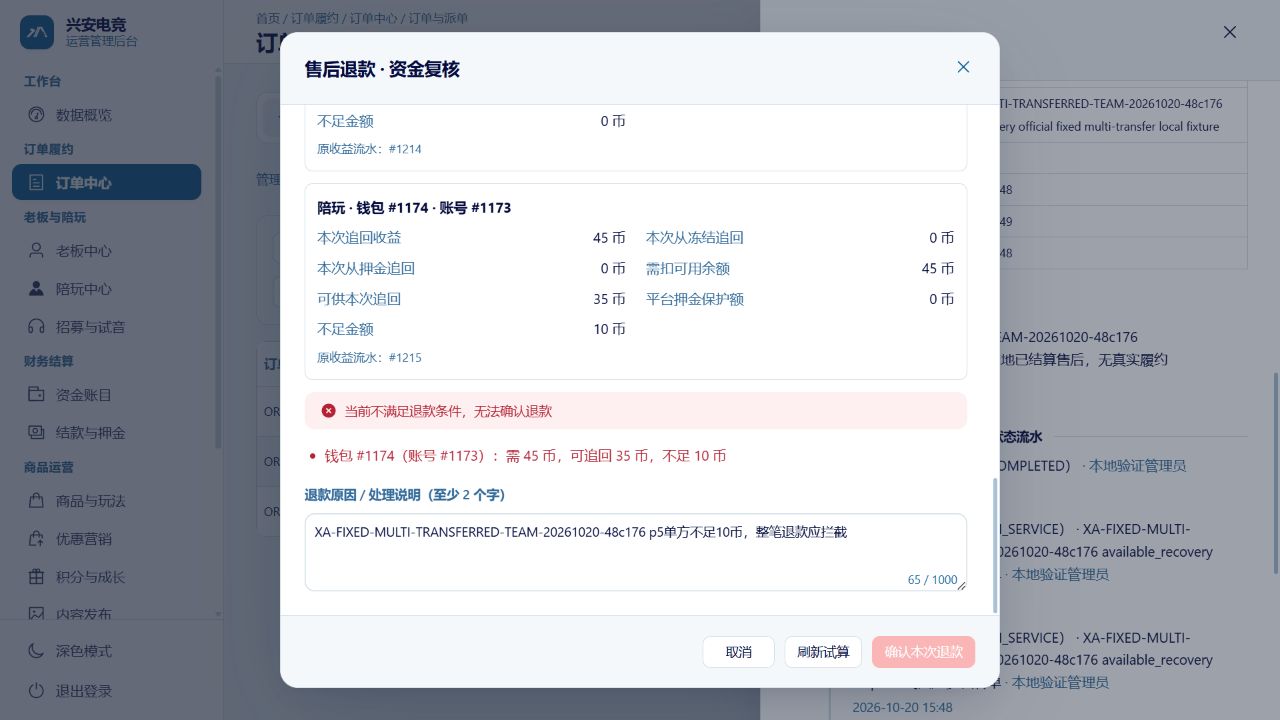 兴安电竞
运营管理后台
工作台
数据概览
订单履约
订单中心
老板与陪玩
老板中心
陪玩中心
招募与试音
财务结算
资金账目
结款与押金
商品运营
商品与玩法
优惠营销
积分与成长
内容发布
深色模式
退出登录
首页 / 订单履约 / 订单中心 / 订单与派单
管理
OR
OR
OR
售后退款 · 资金复核
不足金额 0 币
原收益流水：#1214
陪玩 · 钱包 #1174 · 账号 #1173
本次追回收益 45 币 本次从冻结追回 0 币
本次从押金追回 0 币 需扣可用余额 45 币
可供本次追回 35 币 平台押金保护额 0 币
不足金额 10 币
原收益流水：#1215
当前不满足退款条件，无法确认退款
钱包 #1174（账号 #1173）：需 45 币，可追回 35 币，不足 10 币
退款原因 / 处理说明（至少 2 个字）
XA-FIXED-MULTI-TRANSFERRED-TEAM-20261020-48c176 p5单方不足10币，整笔退款应拦截
65 / 1000
取消
刷新试算
确认本次退款
TI-TRANSFERRED-TEAM-20261020-48c176
ery official fixed multi-transfer local fixture
48
49
48
EAM-20261020-48c176
地已结算售后，无真实履约
状态流水
OMPLETED） · 本地验证管理员
_SERVICE） · XA-FIXED-MULTI-
0261020-48c176 available_recovery
· 本地验证管理员
_SERVICE） · XA-FIXED-MULTI-
0261020-48c176 available_recovery
· 本地验证管理员
2026-10-20 15:48